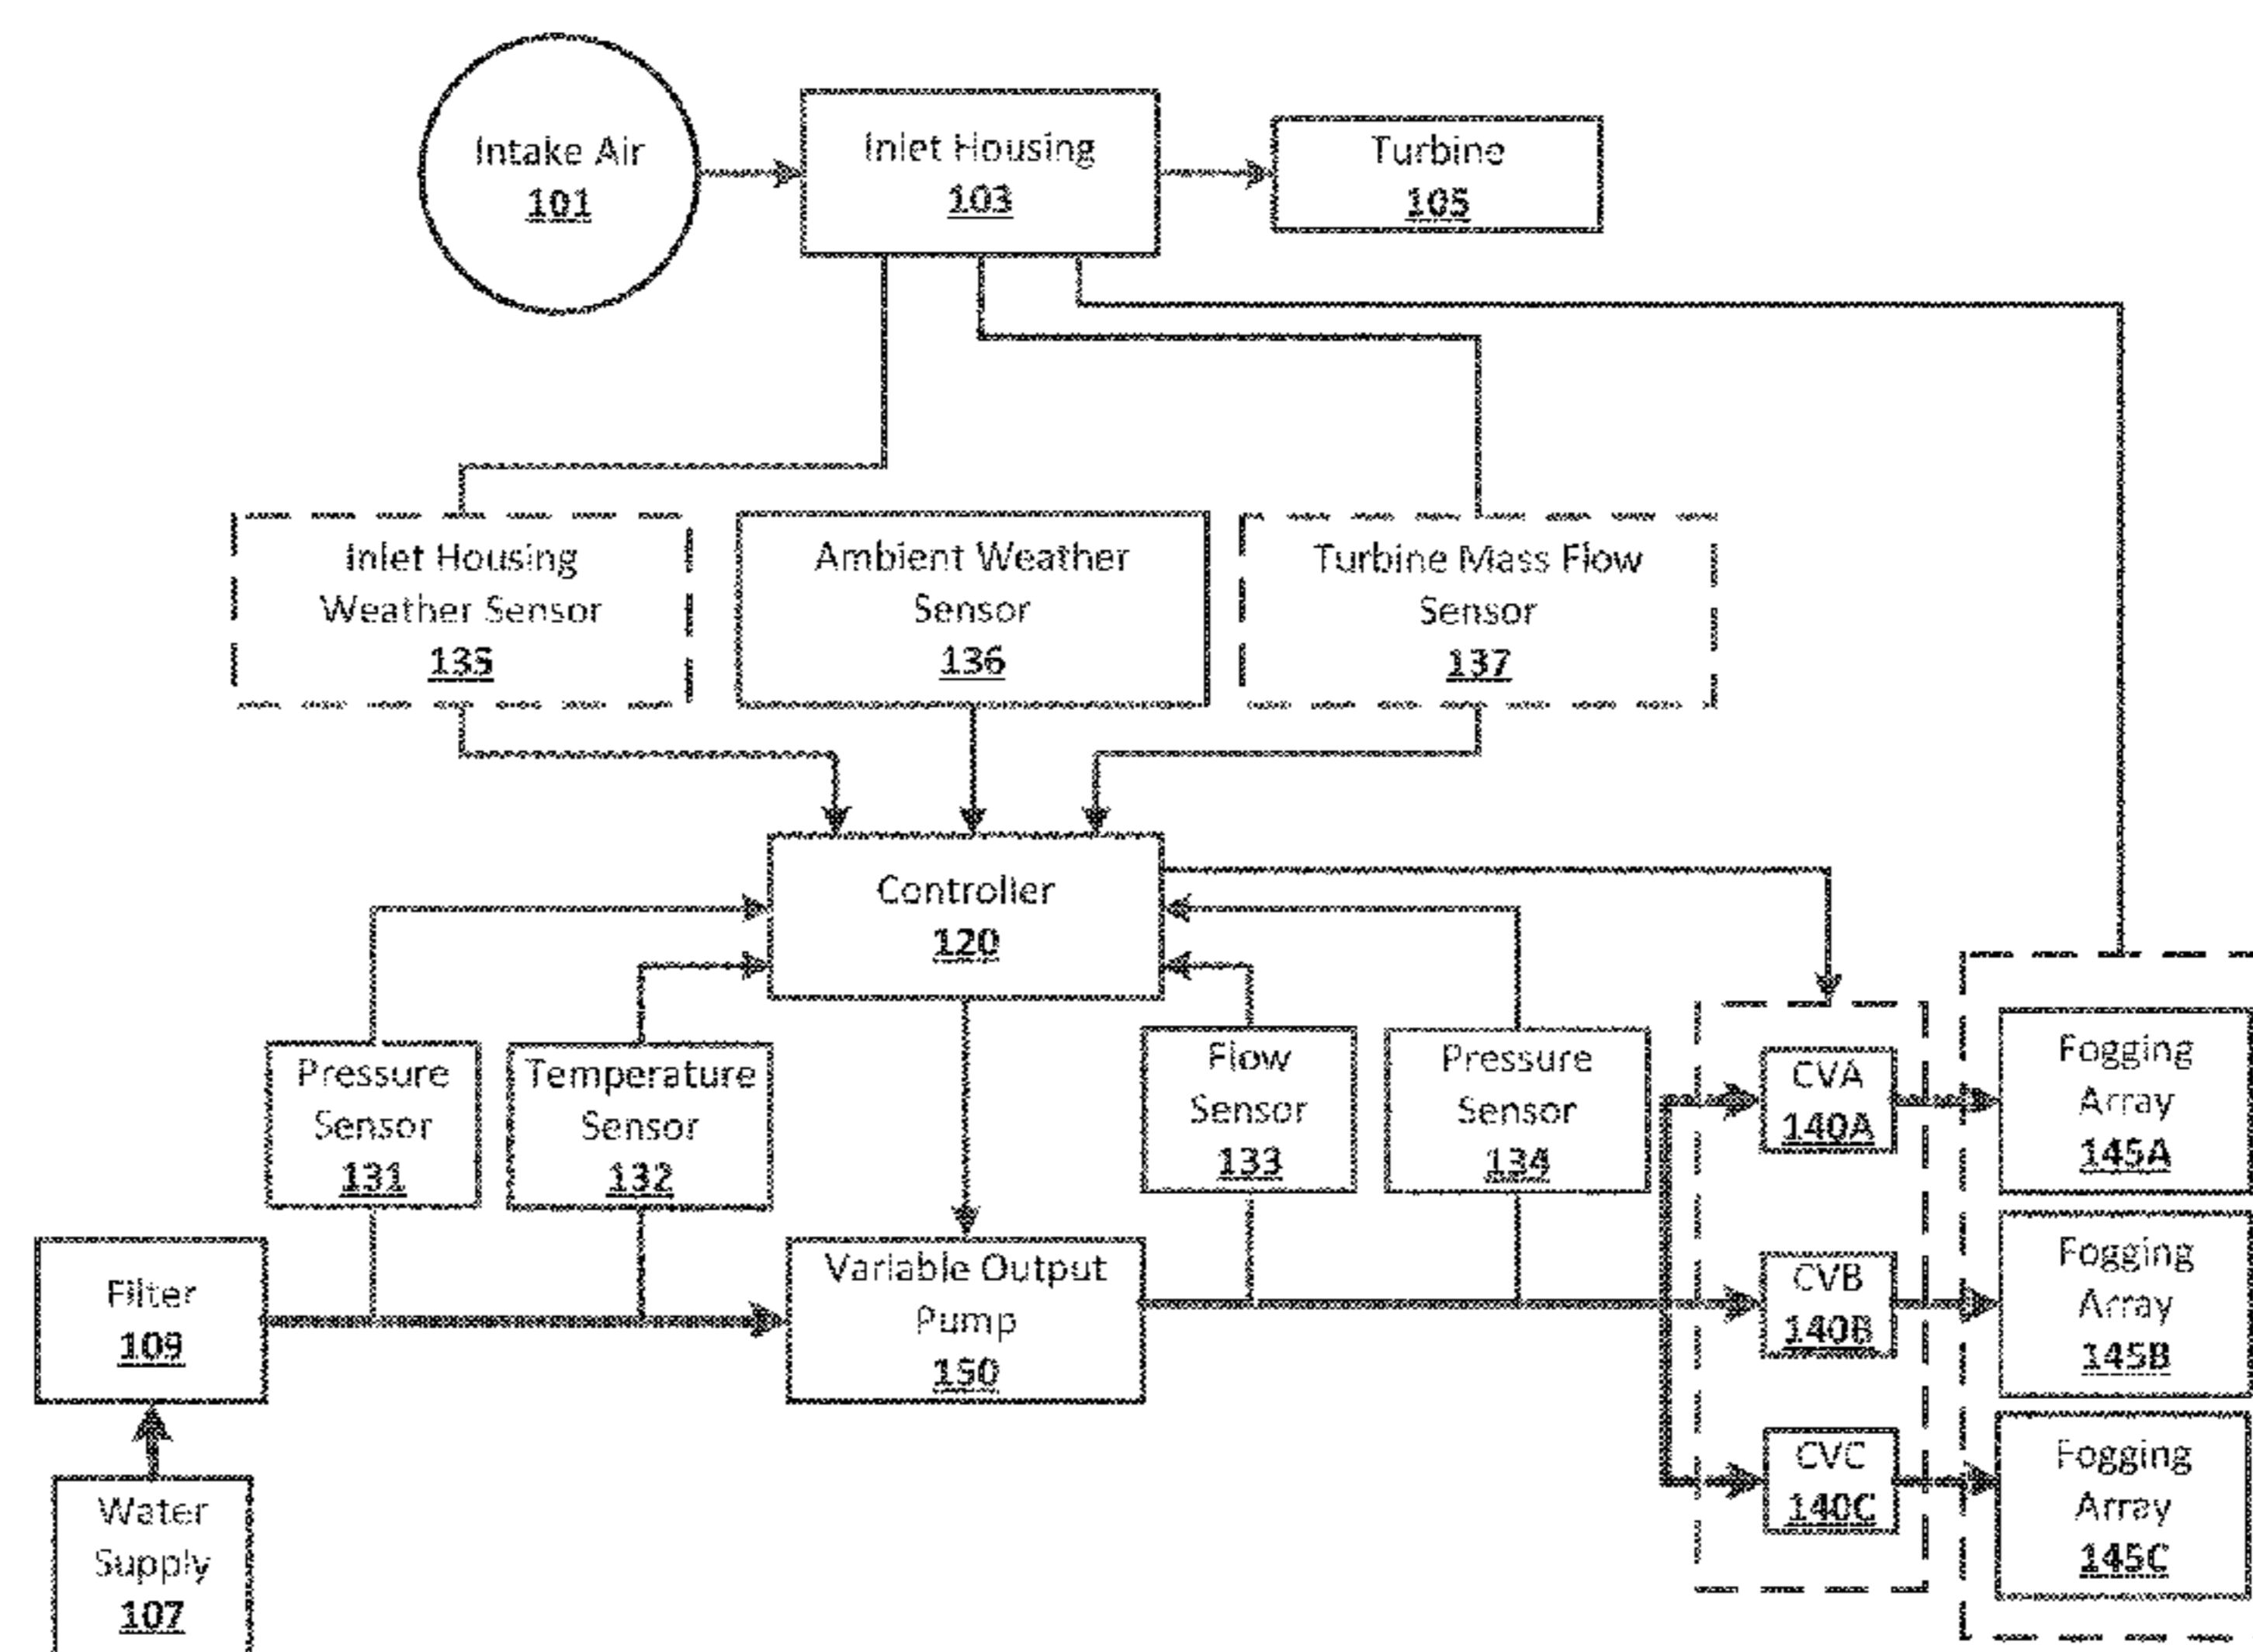 Intake Air
101
Inlet Housing
103
Turbine
105
Inlet Housing
Weather Sensor
135
Ambient Weather
Sensor
136
Turbine Mass Flow
Sensor
137
Controller
120
Pressure
Sensor
131
Temperature
Sensor
132
Flow
Sensor
133
Pressure
Sensor
134
CVA
140A
Fogging
Array
145A
Filter
109
Variable Output
Pump
150
CVB
140B
Fogging
Array
145B
CVC
140C
Fogging
Array
145C
Water
Supply
107